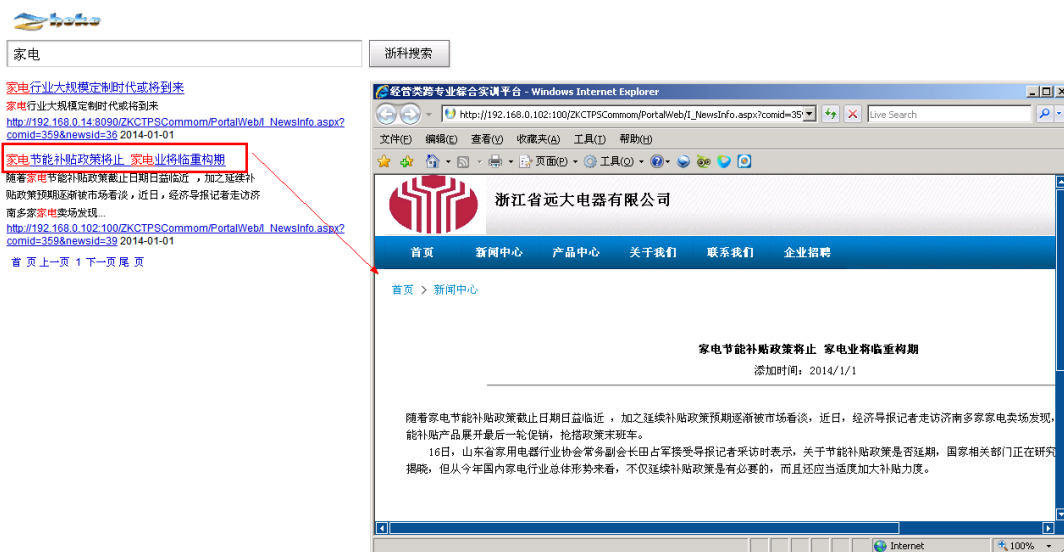 Zheke
家电
浙科搜索
家电行业大规模定制时代或将到来
家电行业大规模定制时代或将到来
http://192.168.0.14:8090/ZKCTPSCommom/PortalWeb/I_NewsInfo.aspx?
comid=359&newsid=36 2014-01-01
家电节能补贴政策将止 家电业将临重构期
随着家电节能补贴政策截止日期日益临近 ，加之延续补
贴政策预期逐渐被市场看淡，近日，经济导报记者走访济
南多家家电卖场发现...
http://192.168.0.102:100/ZKCTPSCommom/PortalWeb/I_NewsInfo.aspx?
comid=359&newsid=39 2014-01-01
首 页 上一页 1 下一页 尾 页
经管类跨专业综合实训平台 - Windows Internet Explorer
http://192.168.0.102:100/ZKCTPSCommom/PortalWeb/I_NewsInfo.aspx?comid=35
Live Search
文件(F) 编辑(E) 查看(V) 收藏夹(A) 工具(T) 帮助(H)
页面(P) 工具(O)
浙江省远大电器有限公司
首页 新闻中心 产品中心 关于我们 联系我们 企业招聘
首页 > 新闻中心
家电节能补贴政策将止 家电业将临重构期
添加时间：2014/1/1
随着家电节能补贴政策截止日期日益临近 ，加之延续补贴政策预期逐渐被市场看淡，近日，经济导报记者走访济南多家家电卖场发现，
能补贴产品展开最后一轮促销，抢搭政策末班车。
16日，山东省家用电器行业协会常务副会长田占军接受导报记者采访时表示，关于节能补贴政策是否延期，国家相关部门正在研究
揭晓，但从今年国内家电行业总体形势来看，不仅延续补贴政策是有必要的，而且还应当适度加大补贴力度。
Internet 100%